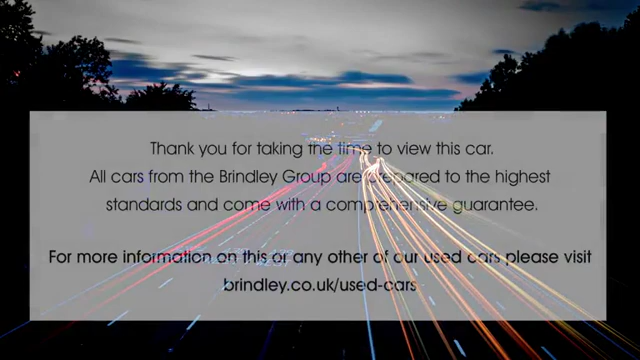 Thank you for taking the time to view this car.
All cars from the Brindley Group are prepared to the highest
standards and come with a comprehensive guarantee.
For more information on this or any other of our used cars please visit
brindley.co.uk/used-cars